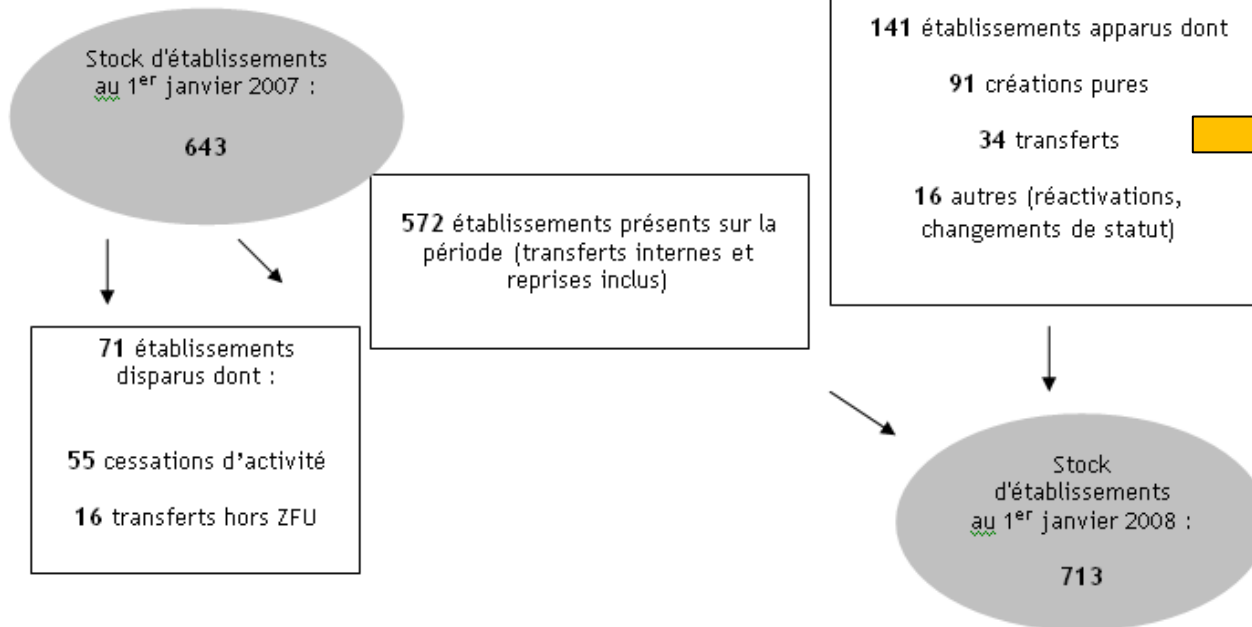 Stock d'établissements
au 1er janvier 2007 :
643
71 établissements
disparus dont :
55 cessations d’activité
16 transferts hors ZFU
572 établissements présents sur la
période (transferts internes et
reprises inclus)
141 établissements apparus dont
91 créations pures
34 transferts
16 autres (réactivations,
changements de statut)
Stock
d'établissements
au 1er janvier 2008 :
713